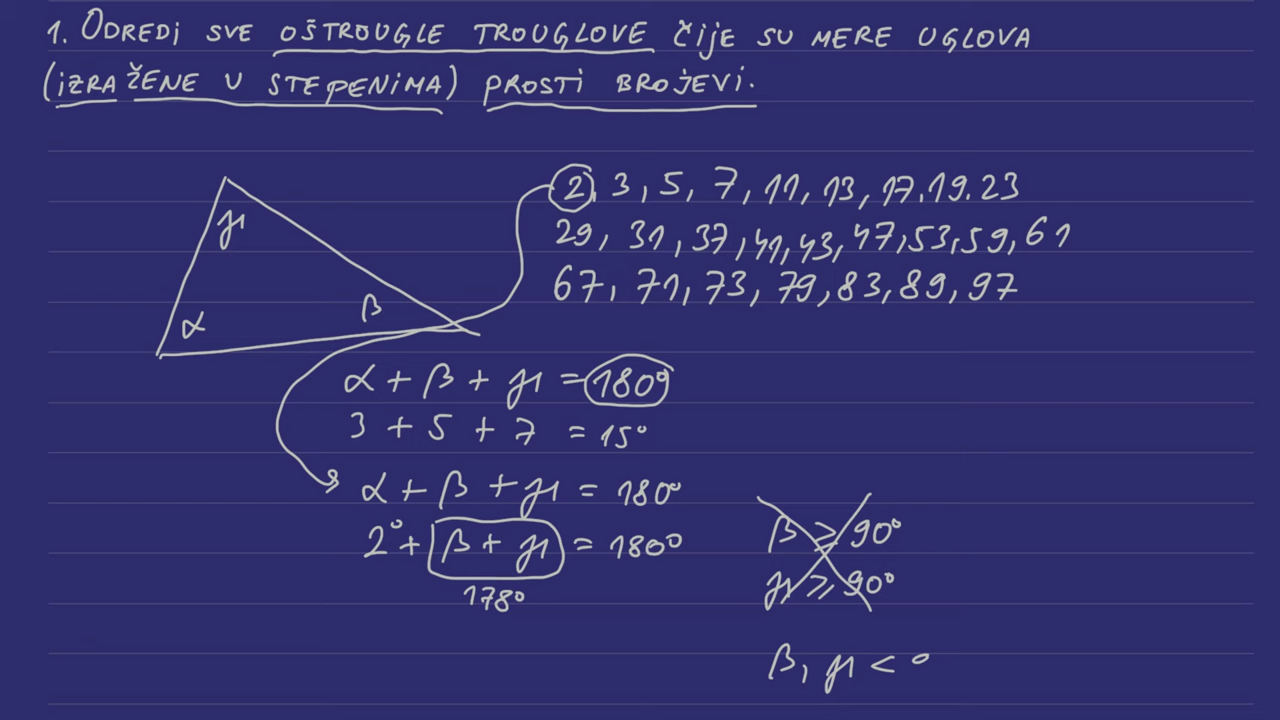 1. ODREDI SVE OŠTROUGLE TROUGLOVE ČIJE SU MERE UGLOVA
(IZRAŽENE U STEPENIMA) PROSTI BROJEVI.
2, 3, 5, 7, 11, 13, 17.19.23
29, 31, 37, 41, 43, 47, 53, 59, 61
67, 71, 73, 79, 83, 89, 97
γ
α
β
α + β + γ = 180°
3 + 5 + 7 = 15°
α + β + γ = 180°
2° + β + γ = 180°
178°
β ≥ 90°
γ ≥ 90°
β, γ < °